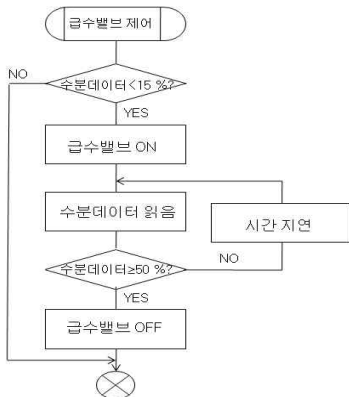 급수밸브 제어
NO
수분데이터<15 %?
YES
급수밸브 ON
수분데이터 읽음
시간 지연
수분데이터≥50 %?
NO
YES
급수밸브 OFF